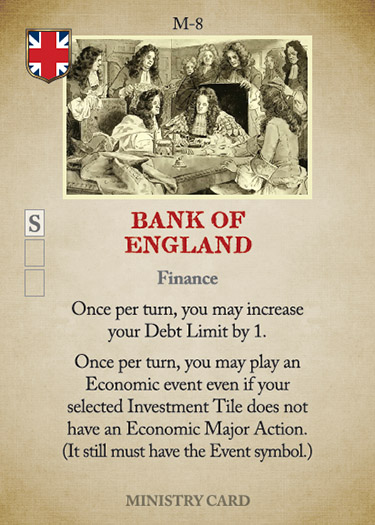 M-8
S
BANK OF
ENGLAND
Finance
Once per turn, you may increase
your Debt Limit by 1.
Once per turn, you may play an
Economic event even if your
selected Investment Tile does not
have an Economic Major Action.
(It still must have the Event symbol.)
MINISTRY CARD